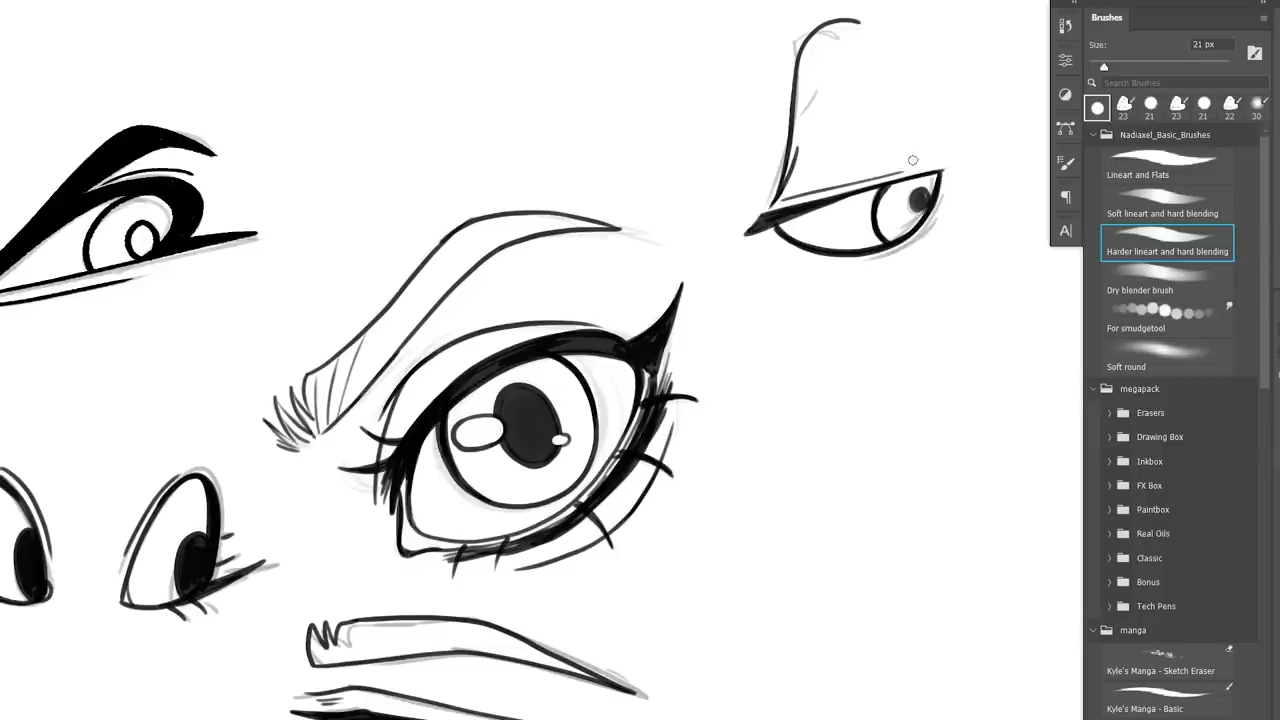 Brushes
Size:
21 px
Search Brushes
23 21 23 21 22 30
Nadiaxel_Basic_Brushes
Lineart and Flats
Soft lineart and hard blending
Harder lineart and hard blending
Dry blender brush
For smudgetool
Soft round
megapack
Erasers
Drawing Box
Inkbox
FX Box
Paintbox
Real Oils
Classic
Bonus
Tech Pens
manga
Kyle's Manga - Sketch Eraser
Kyle's Manga - Basic